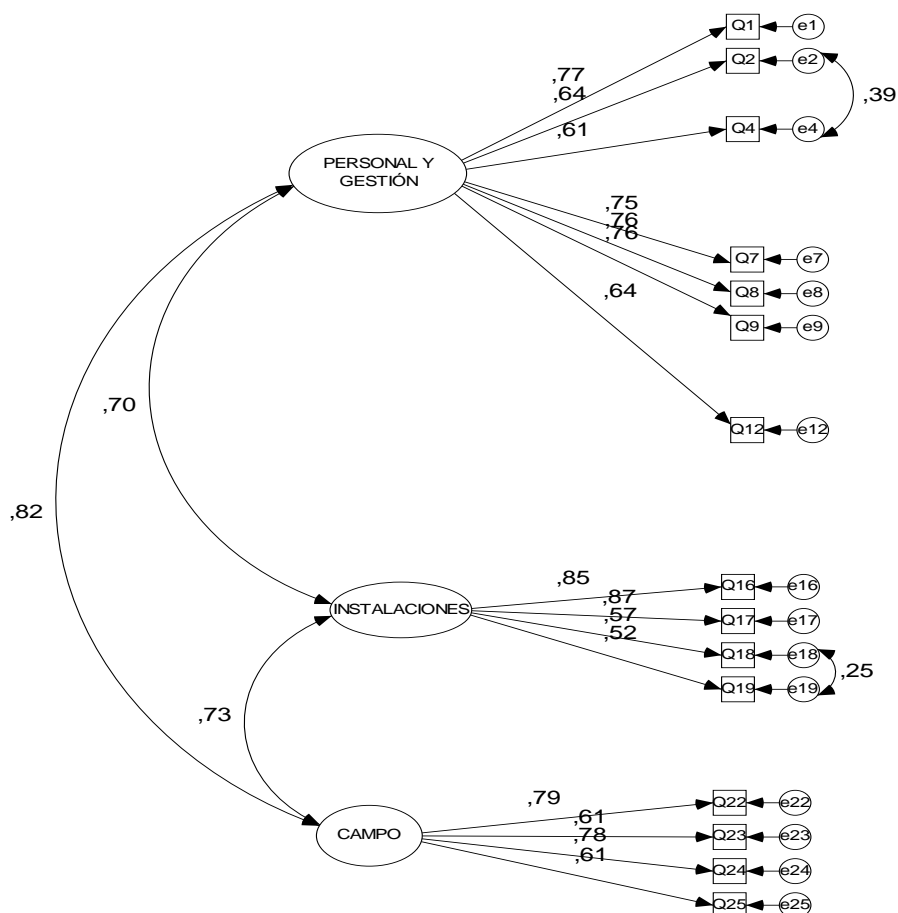 Q1 e1
Q2 e2
,77
,64
,39
,61
Q4 e4
PERSONAL Y
GESTIÓN
,75
,76
,76
Q7 e7
Q8 e8
,64
Q9 e9
,70
Q12 e12
,82
,85
Q16 e16
,87
INSTALACIONES
,57
Q17 e17
,52
Q18 e18
,25
Q19 e19
,73
,79
Q22 e22
,61
CAMPO
,78
Q23 e23
,61
Q24 e24
Q25 e25